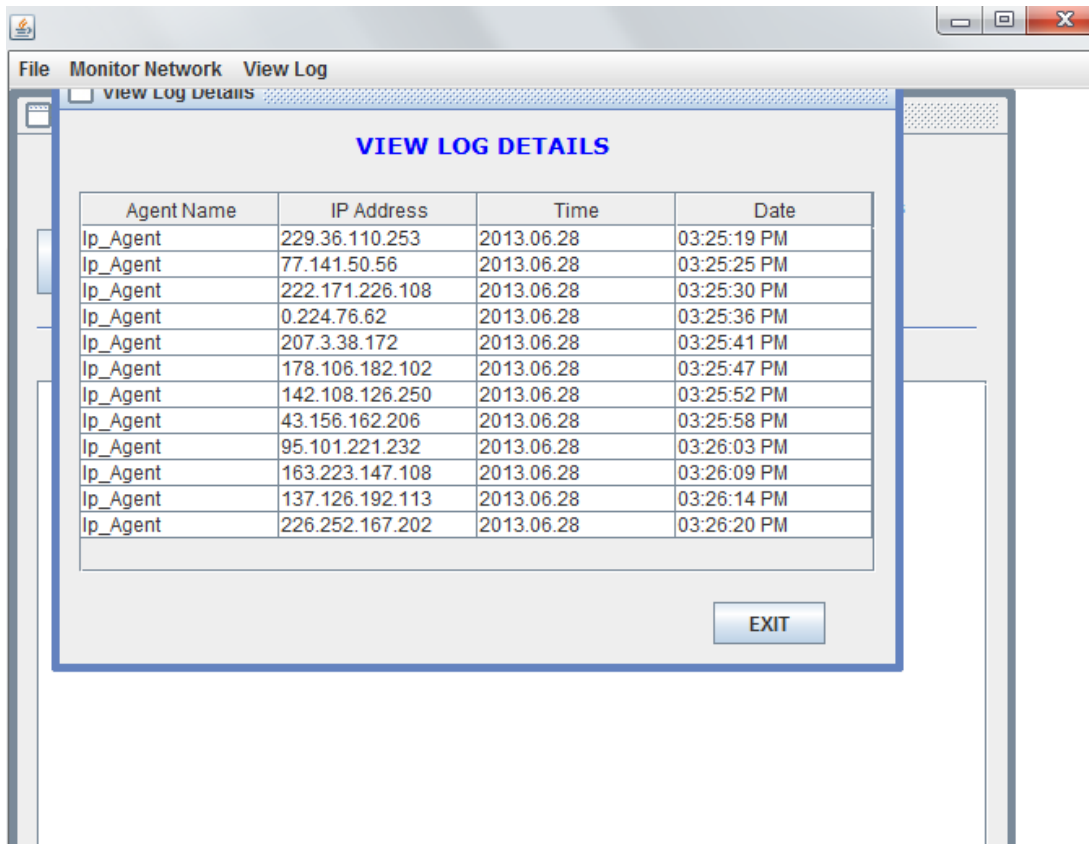 File Monitor Network View Log
View Log Details
VIEW LOG DETAILS
Agent Name IP Address Time Date
Ip_Agent 229.36.110.253 2013.06.28 03:25:19 PM
Ip_Agent 77.141.50.56 2013.06.28 03:25:25 PM
Ip_Agent 222.171.226.108 2013.06.28 03:25:30 PM
Ip_Agent 0.224.76.62 2013.06.28 03:25:36 PM
Ip_Agent 207.3.38.172 2013.06.28 03:25:41 PM
Ip_Agent 178.106.182.102 2013.06.28 03:25:47 PM
Ip_Agent 142.108.126.250 2013.06.28 03:25:52 PM
Ip_Agent 43.156.162.206 2013.06.28 03:25:58 PM
Ip_Agent 95.101.221.232 2013.06.28 03:26:03 PM
Ip_Agent 163.223.147.108 2013.06.28 03:26:09 PM
Ip_Agent 137.126.192.113 2013.06.28 03:26:14 PM
Ip_Agent 226.252.167.202 2013.06.28 03:26:20 PM
EXIT